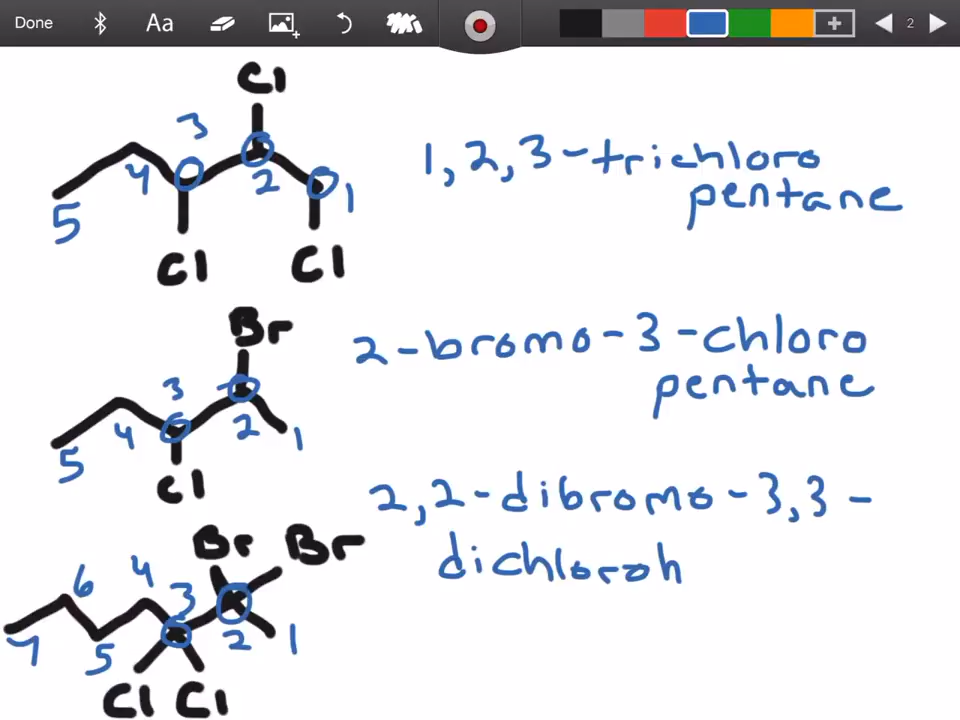 Done Aa 2
Cl
3
4 2 1
5
Cl Cl
1,2,3-trichloro
pentane
Br
3
4 2 1
5
Cl
2-bromo-3-chloro
pentane
Br Br
6 4 3
7 5 2 1
Cl Cl
2,2-dibromo-3,3-
dichloroh